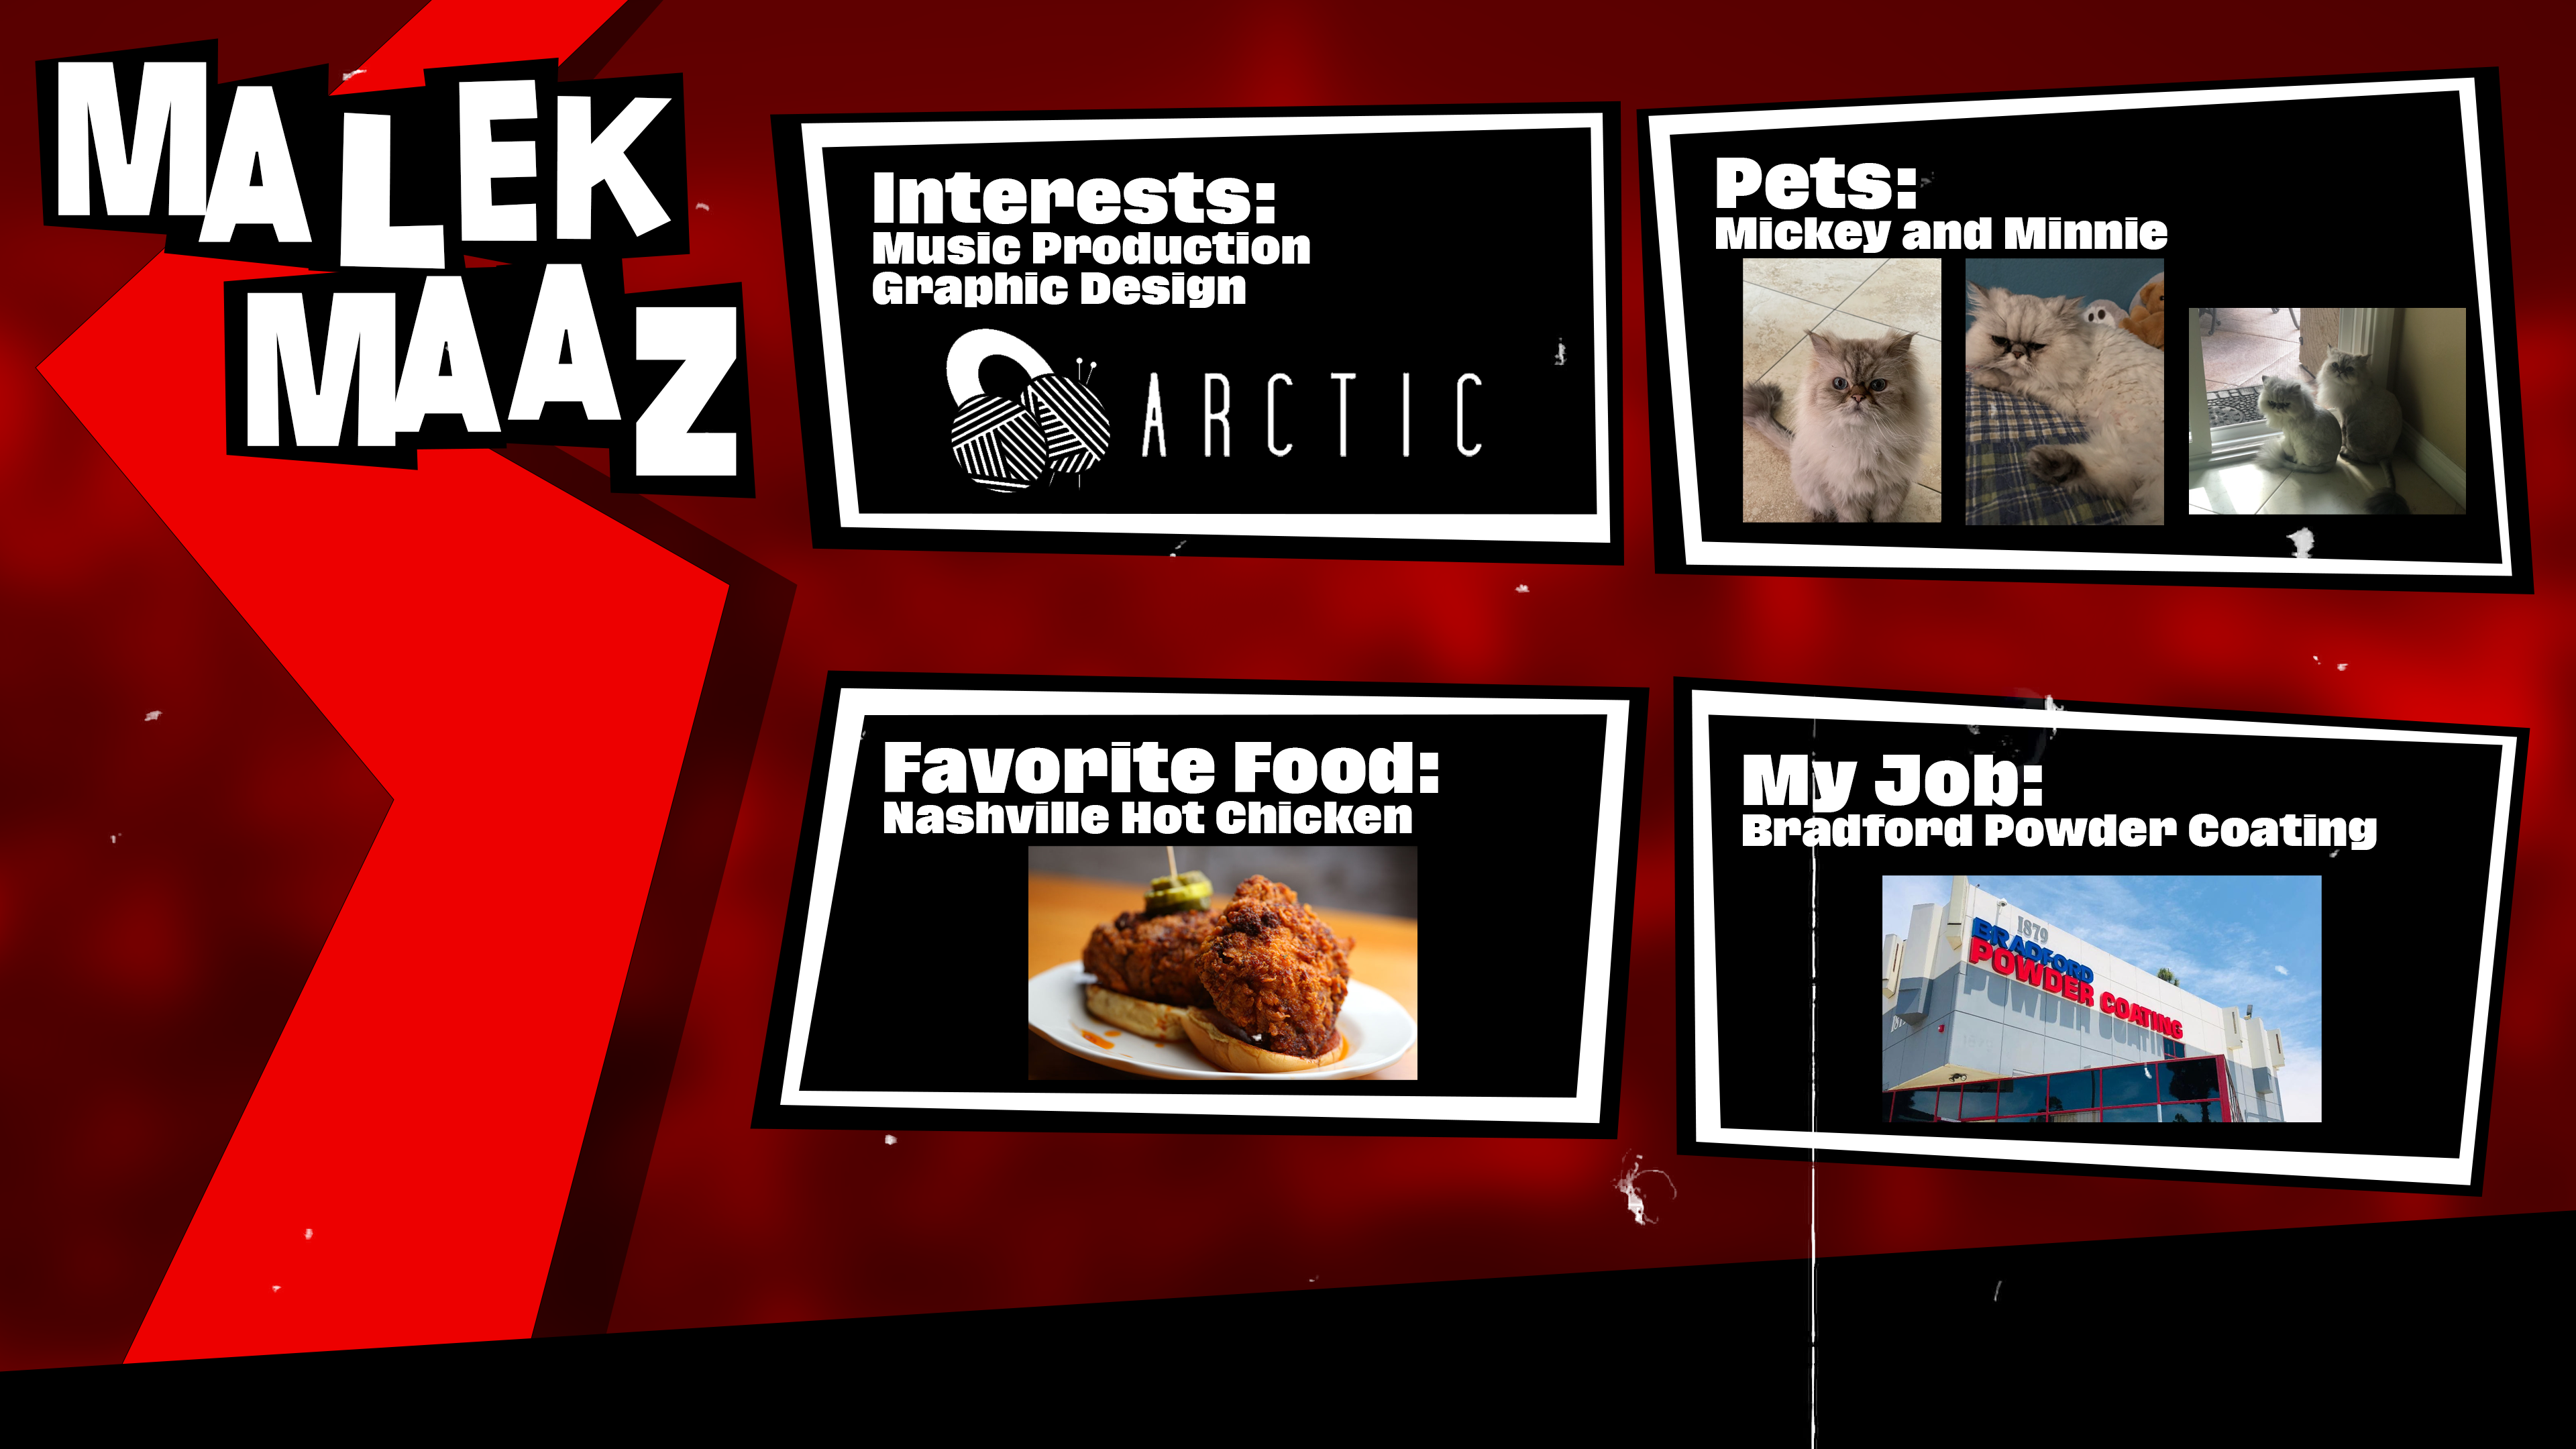 MALEK
MAAZ
Interests:
Music Production
Graphic Design
ARCTIC
Pets:
Mickey and Minnie
Favorite Food:
Nashville Hot Chicken
My Job:
Bradford Powder Coating
1879
BRADFORD
POWDER COATING